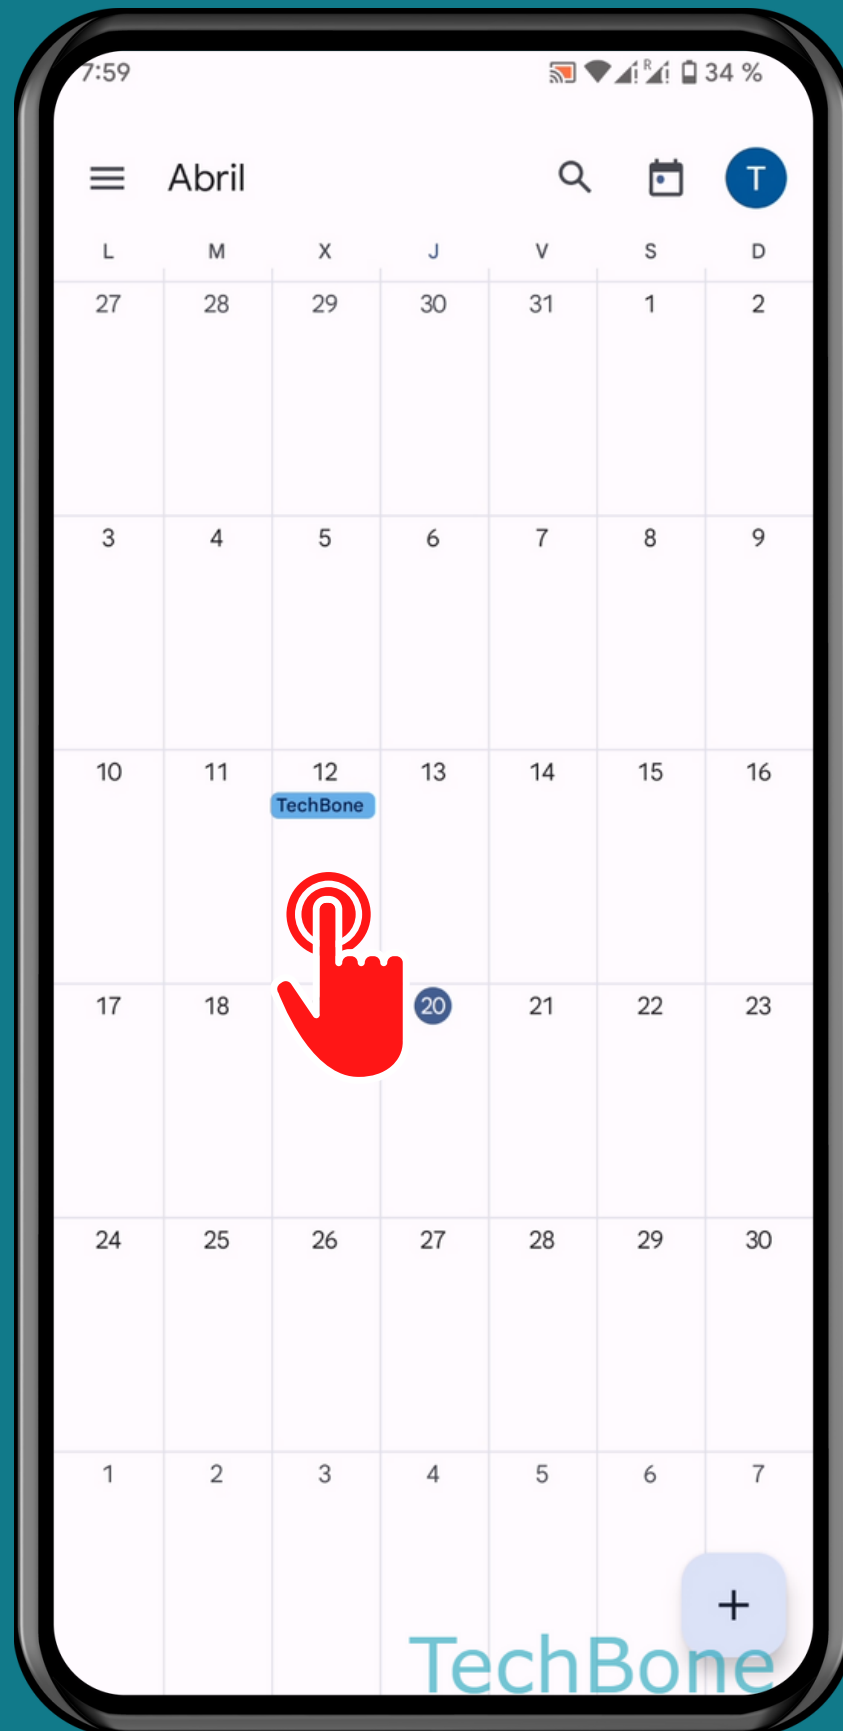 7:59 R 34 %
Abril T
L M X J V S D
27 28 29 30 31 1 2
3 4 5 6 7 8 9
10 11 12 13 14 15 16
TechBone
17 18 20 21 22 23
24 25 26 27 28 29 30
1 2 3 4 5 6 7
+
TechBone